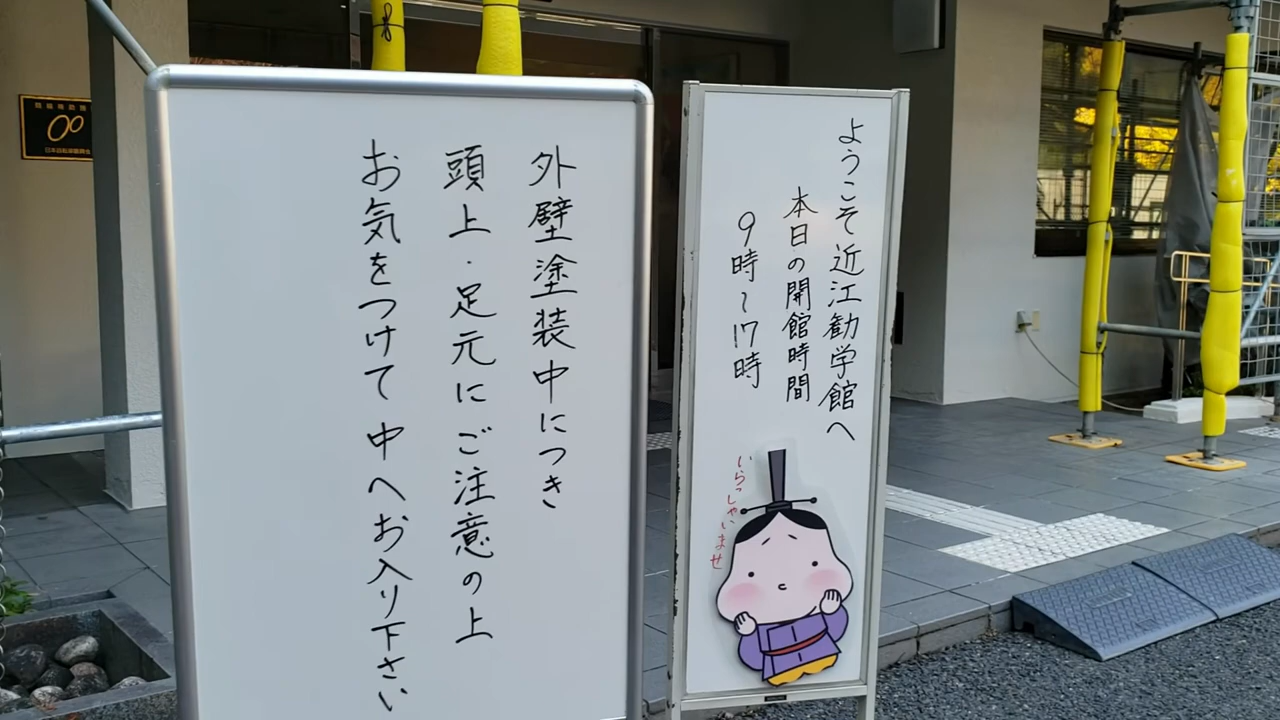 外壁塗装中につき
頭上・足元にご注意の上
お気をつけて中へお入り下さい
ようこそ近江勧学館へ
本日の開館時間
9時～17時
いらっしゃいませ